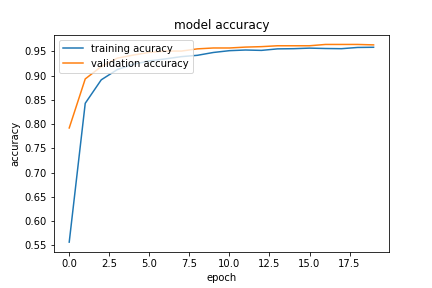 model accuracy
training acuracy
validation accuracy
accuracy
0.95
0.90
0.85
0.80
0.75
0.70
0.65
0.60
0.55
0.0 2.5 5.0 7.5 10.0 12.5 15.0 17.5
epoch